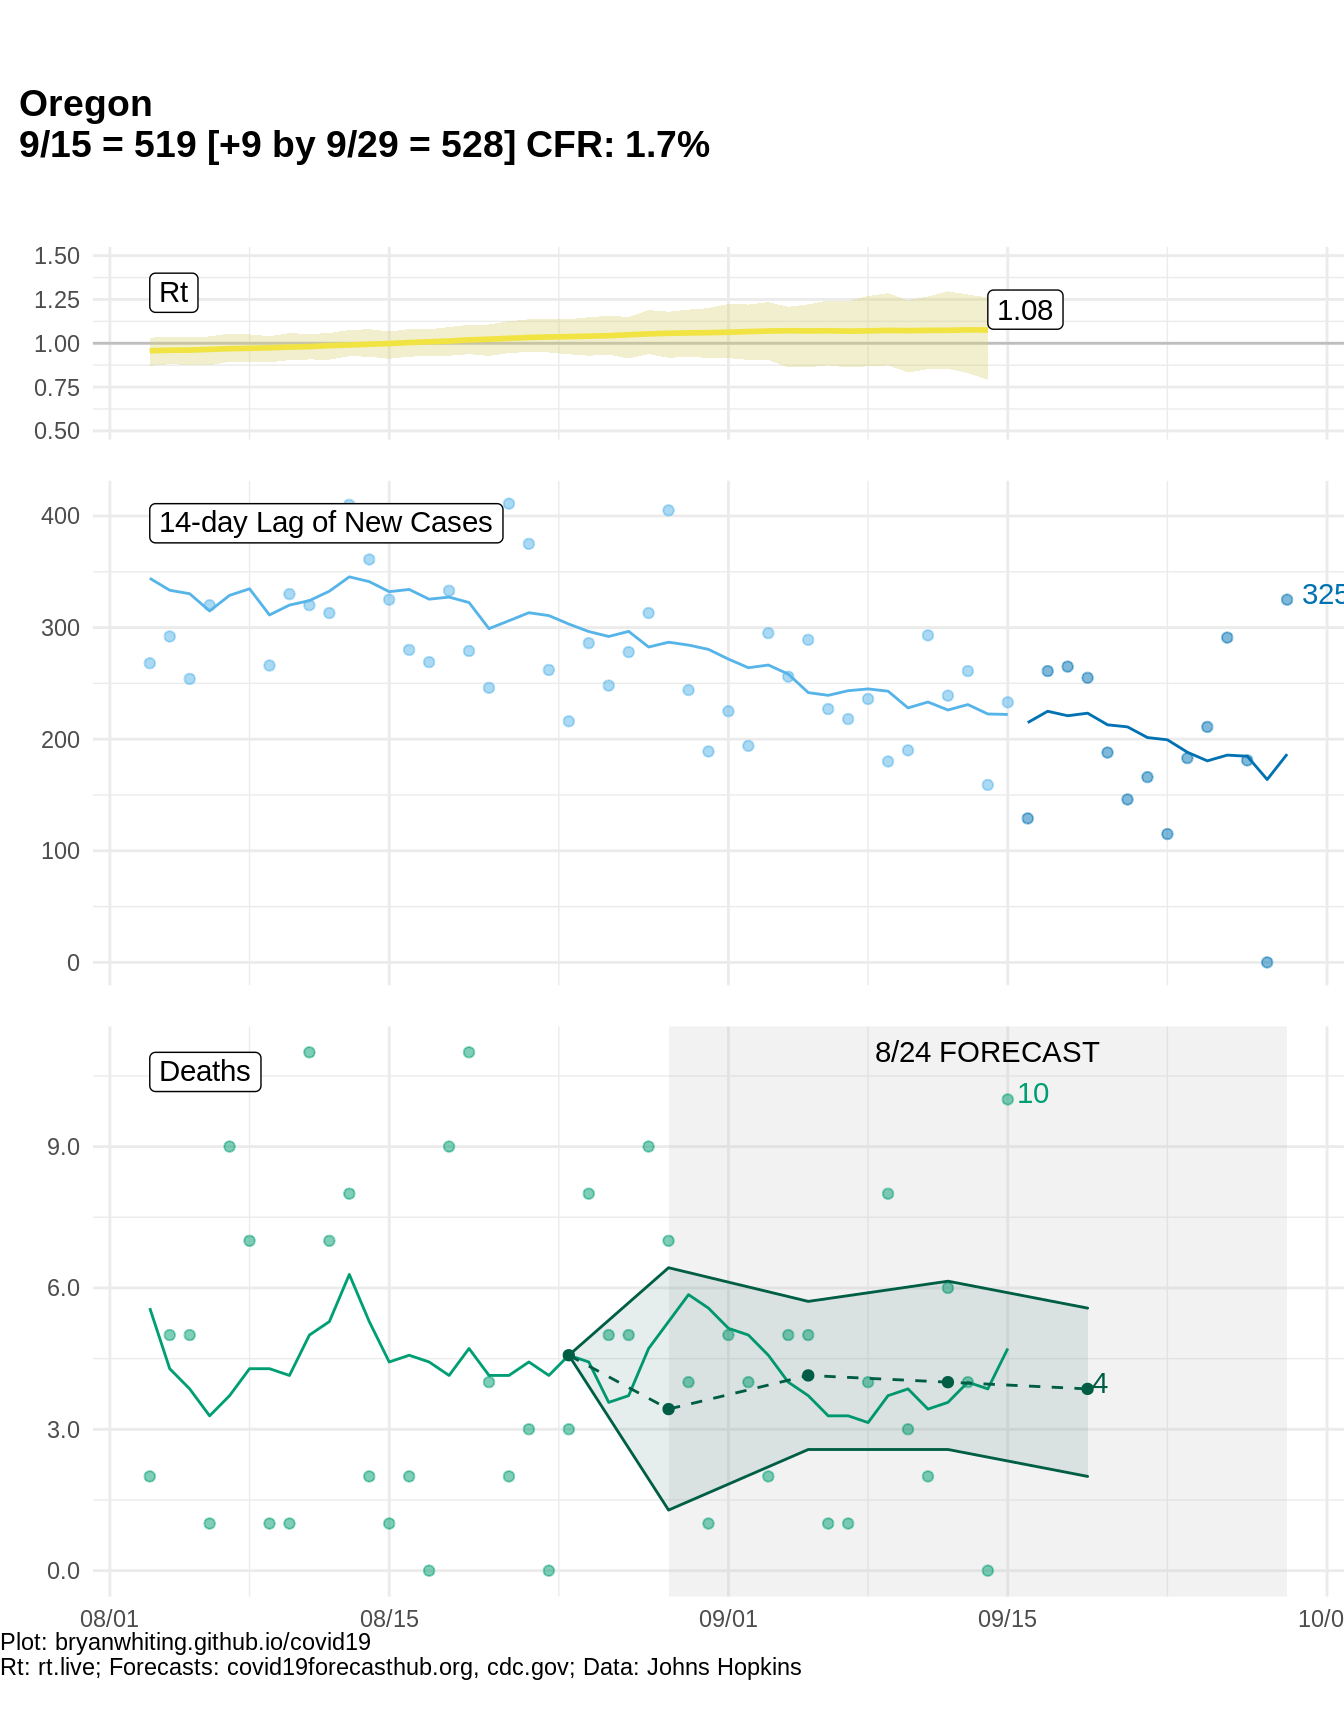 Oregon
9/15 = 519 [+9 by 9/29 = 528] CFR: 1.7%
1.50
1.25
1.00
0.75
0.50
Rt
1.08
400
300
200
100
0
14-day Lag of New Cases
325
9.0
6.0
3.0
0.0
Deaths
8/24 FORECAST
10
4
08/01
08/15
09/01
09/15
10/0
Plot: bryanwhiting.github.io/covid19
Rt: rt.live; Forecasts: covid19forecasthub.org, cdc.gov; Data: Johns Hopkins